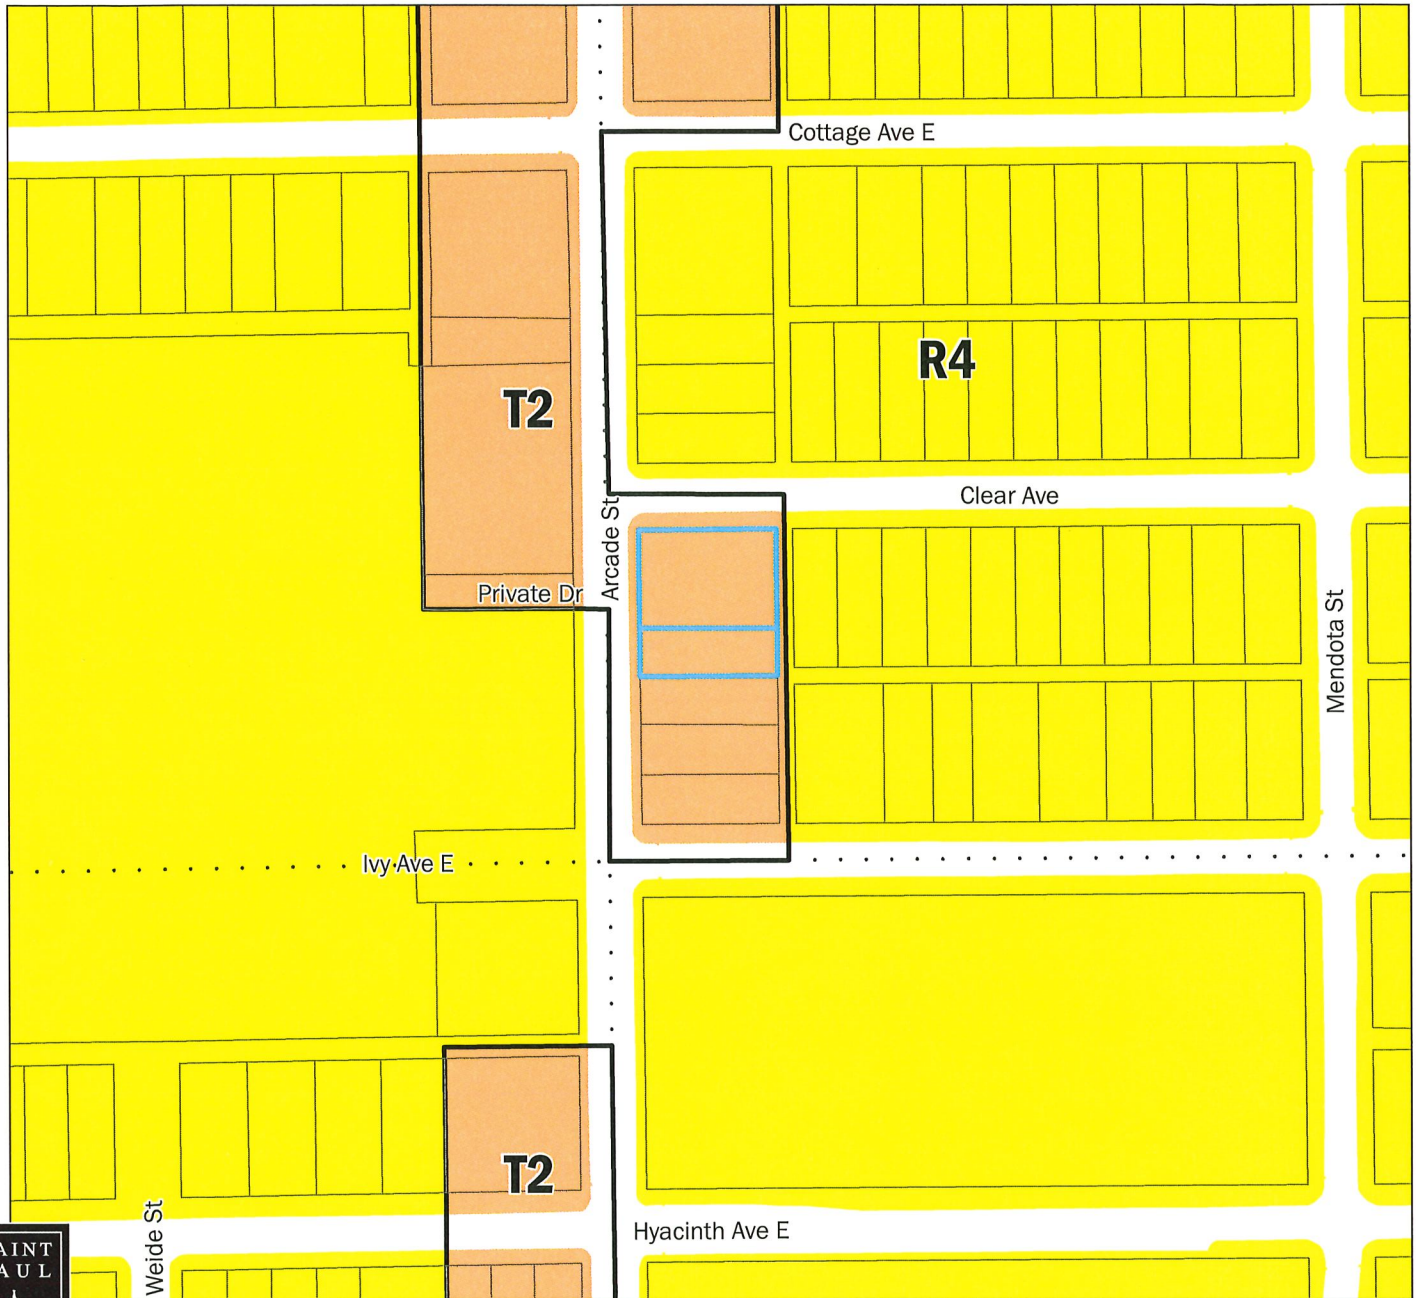 Cottage Ave E
R4
T2
Clear Ave
Arcade St
Private Dr
Mendota St
Ivy Ave E
T2
Hyacinth Ave E
Weide St
AINT
AUL